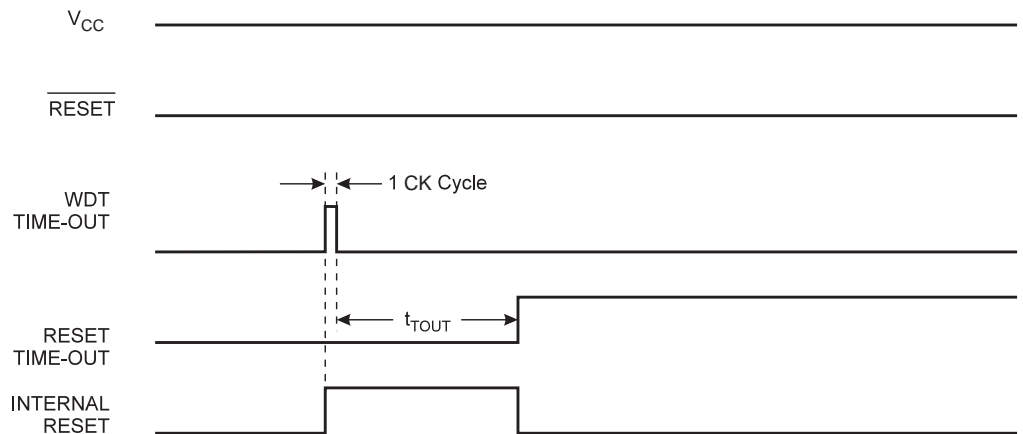 VCC
RESET
1 CK Cycle
WDT
TIME-OUT
tTOUT
RESET
TIME-OUT
INTERNAL
RESET